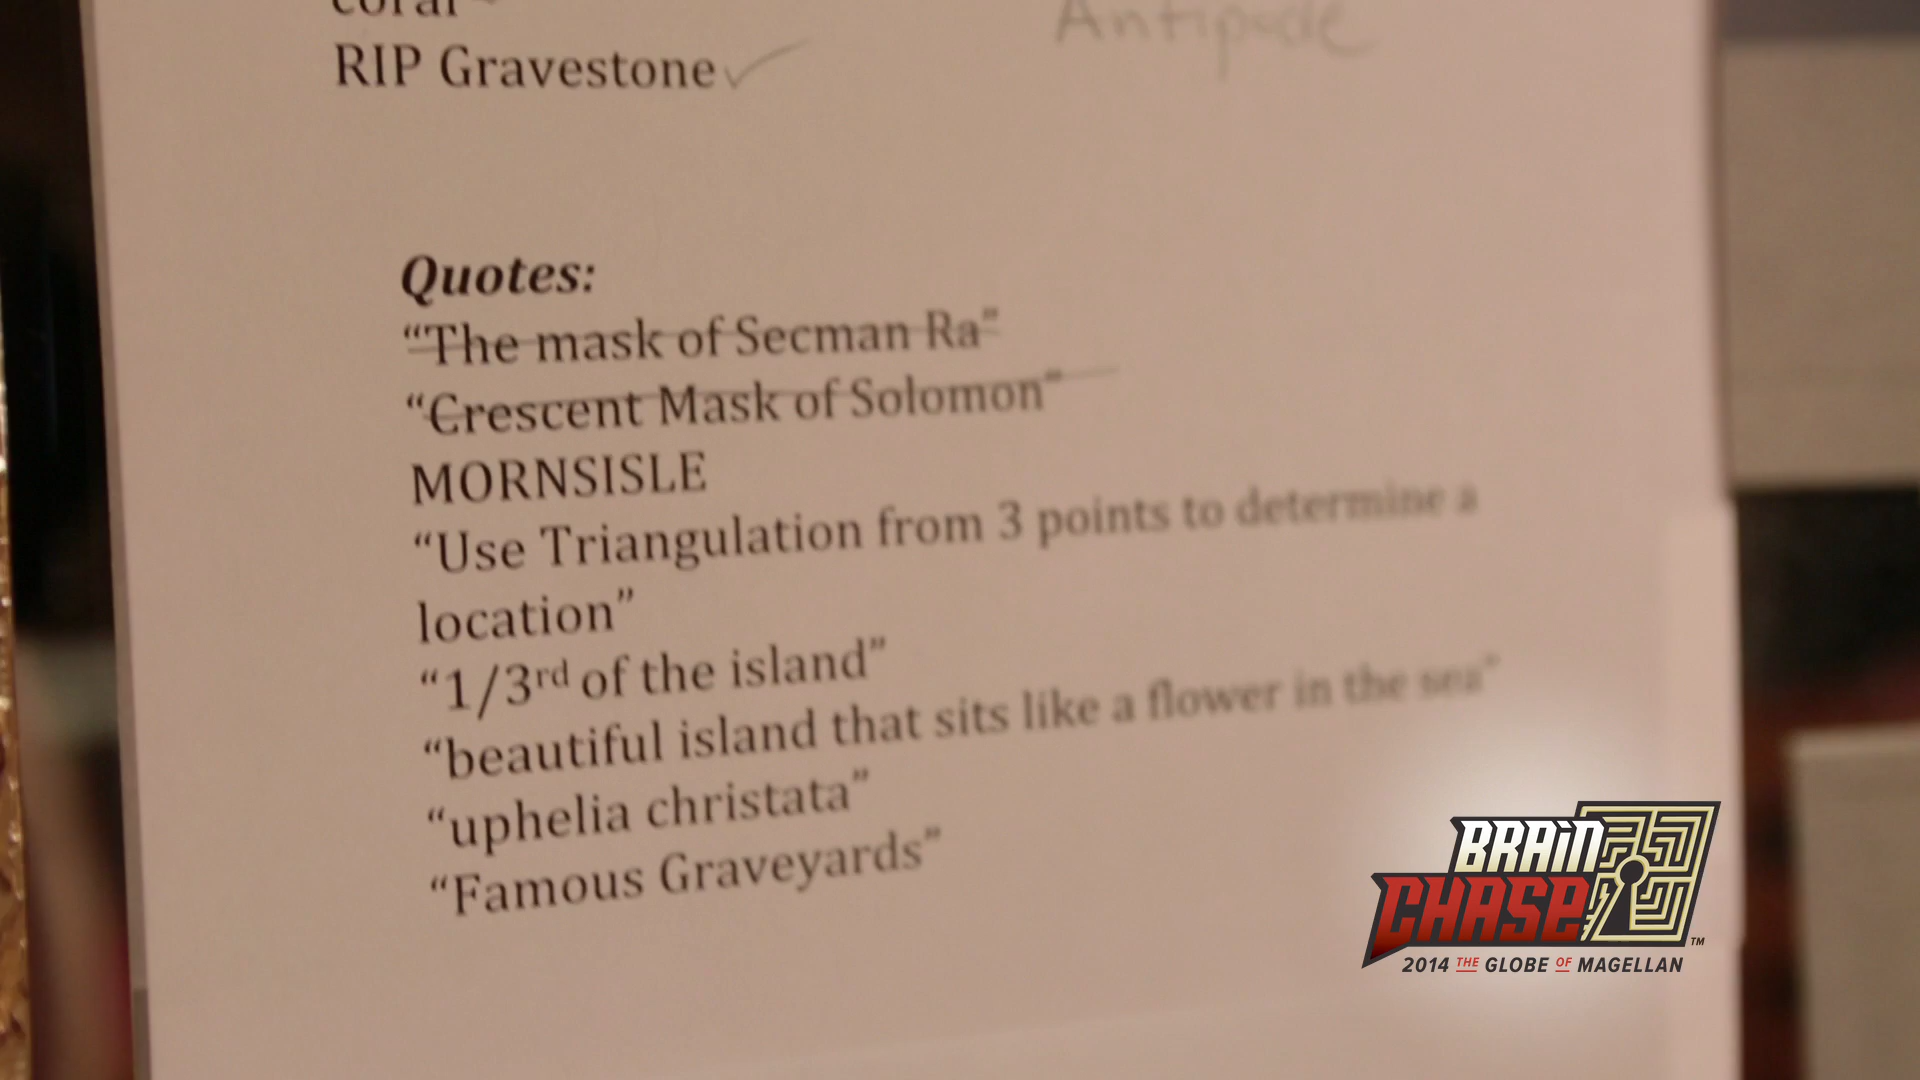 coral
Antipode
RIP Gravestone ✓
Quotes:
“The mask of Secman Ra”
“Crescent Mask of Solomon”
MORNSISLE
“Use Triangulation from 3 points to determine a
location”
“1/3rd of the island”
“beautiful island that sits like a flower in the sea”
“uphelia christata”
“Famous Graveyards”
BRAIN
CHASE™
2014 THE GLOBE OF MAGELLAN